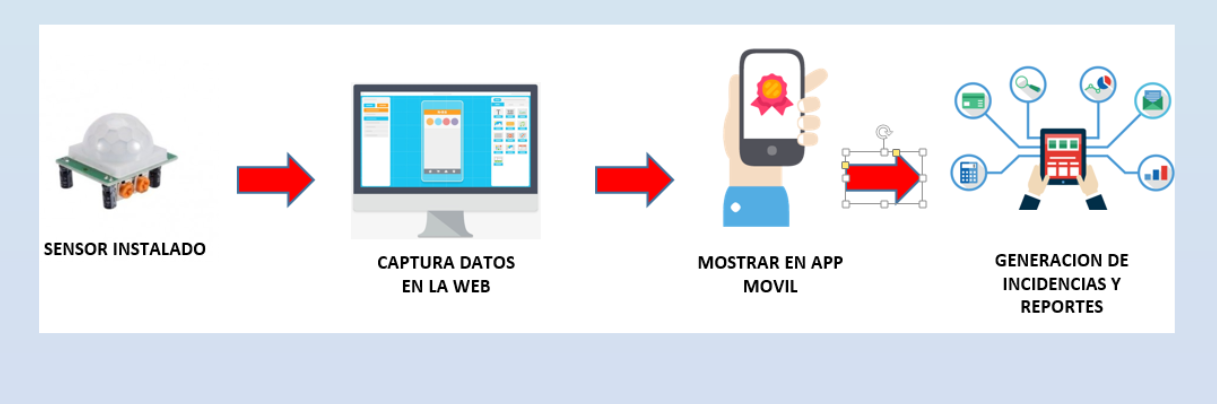 SENSOR INSTALADO
CAPTURA DATOS
EN LA WEB
MOSTRAR EN APP
MOVIL
GENERACION DE
INCIDENCIAS Y
REPORTES